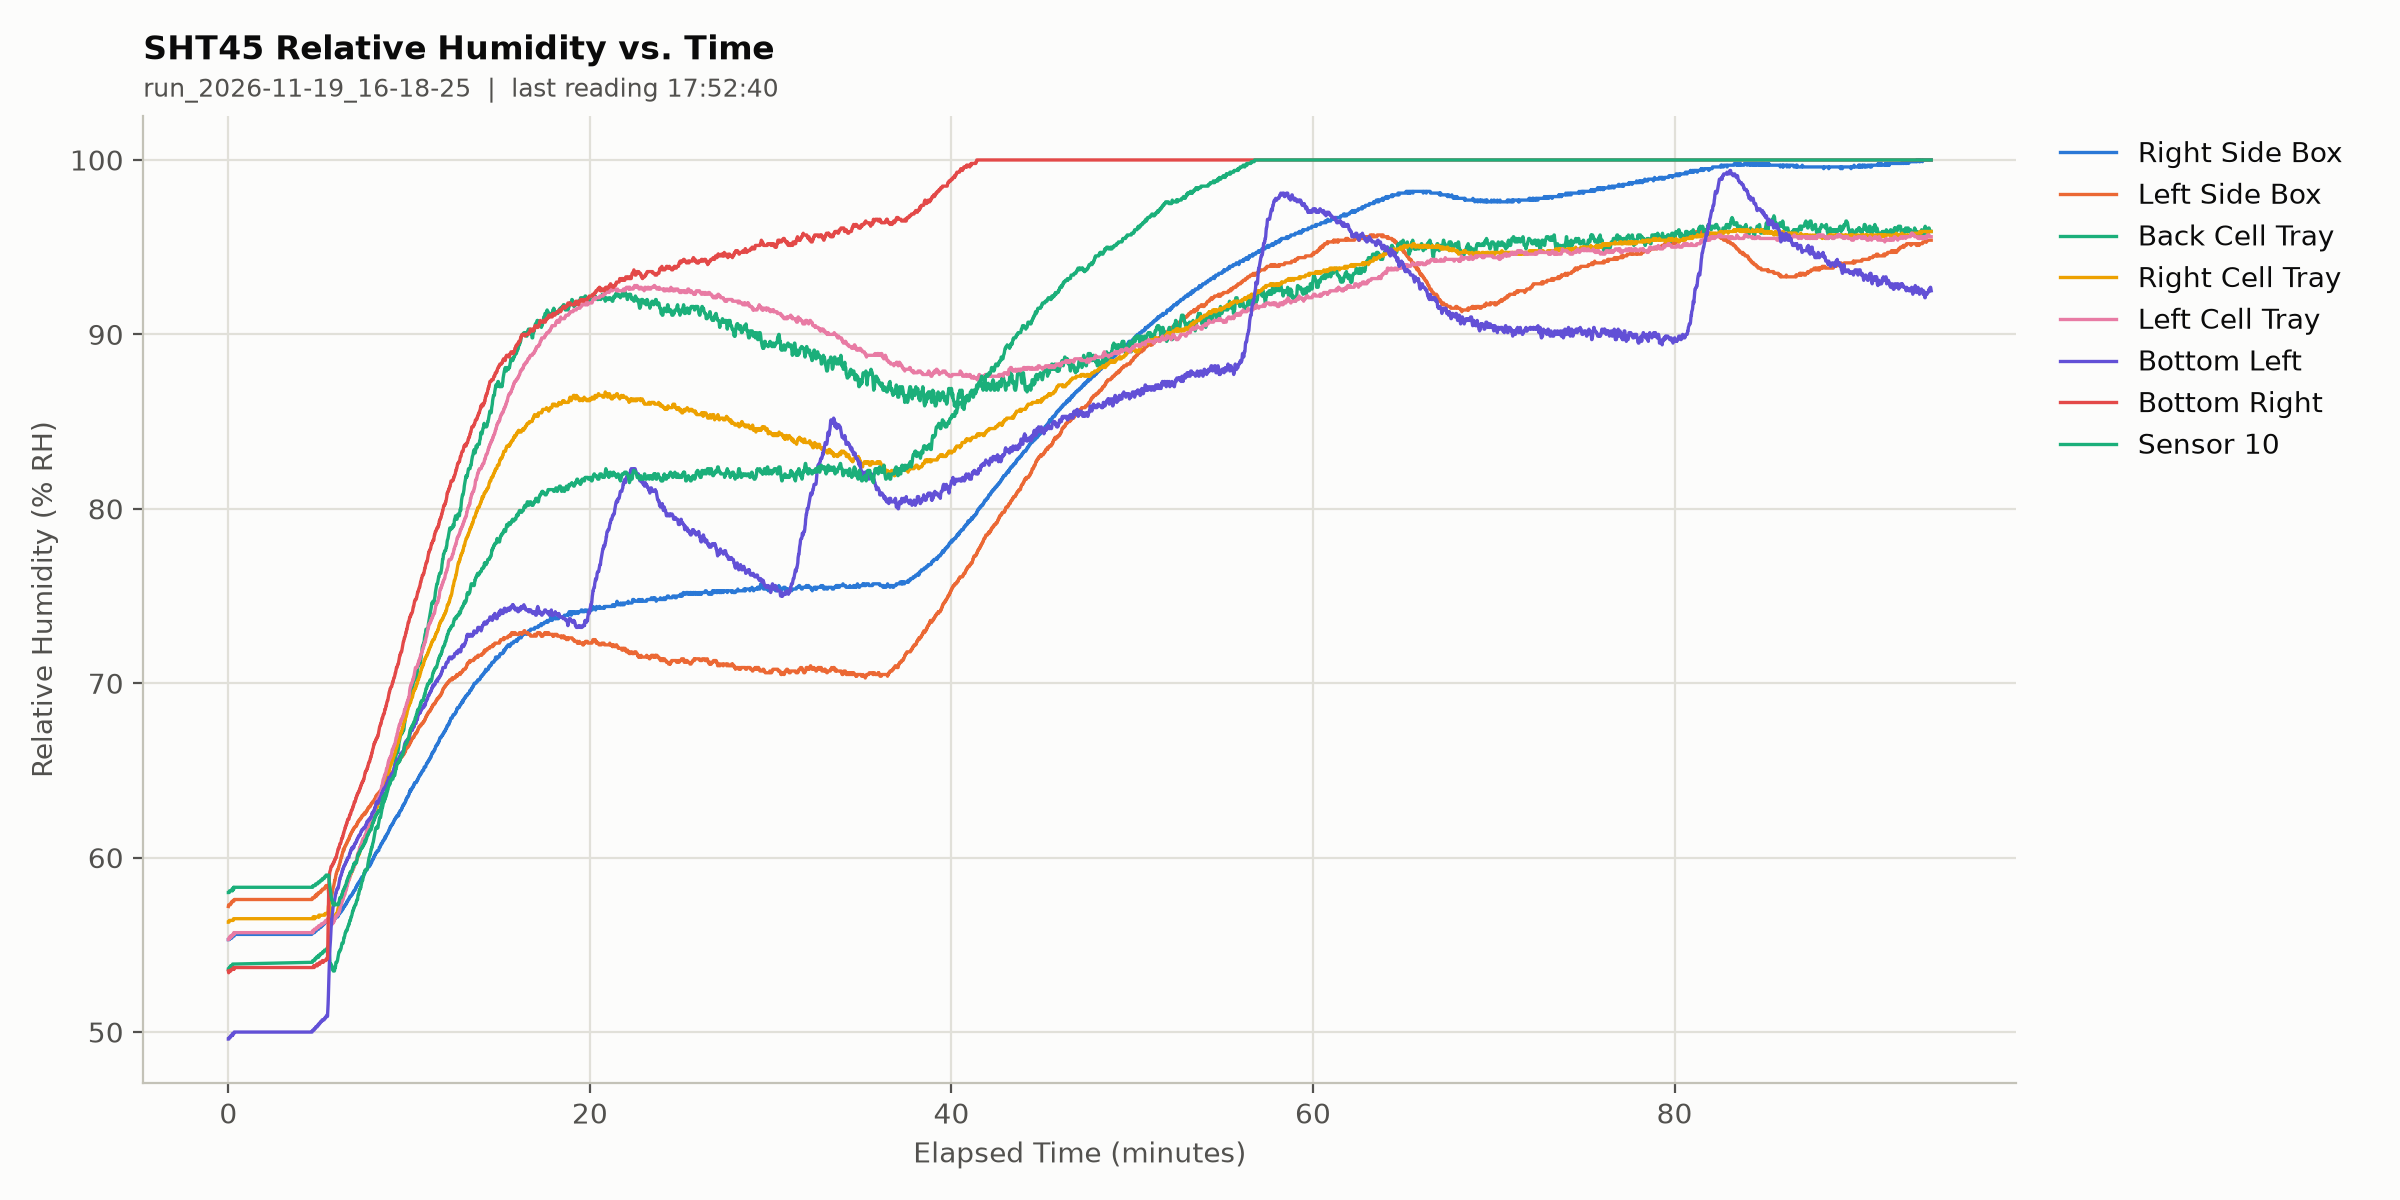 SHT45 Relative Humidity vs. Time
run_2026-11-19_16-18-25 | last reading 17:52:40
Relative Humidity (% RH)
100
90
80
70
60
50
0 20 40 60 80
Elapsed Time (minutes)
Right Side Box
Left Side Box
Back Cell Tray
Right Cell Tray
Left Cell Tray
Bottom Left
Bottom Right
Sensor 10